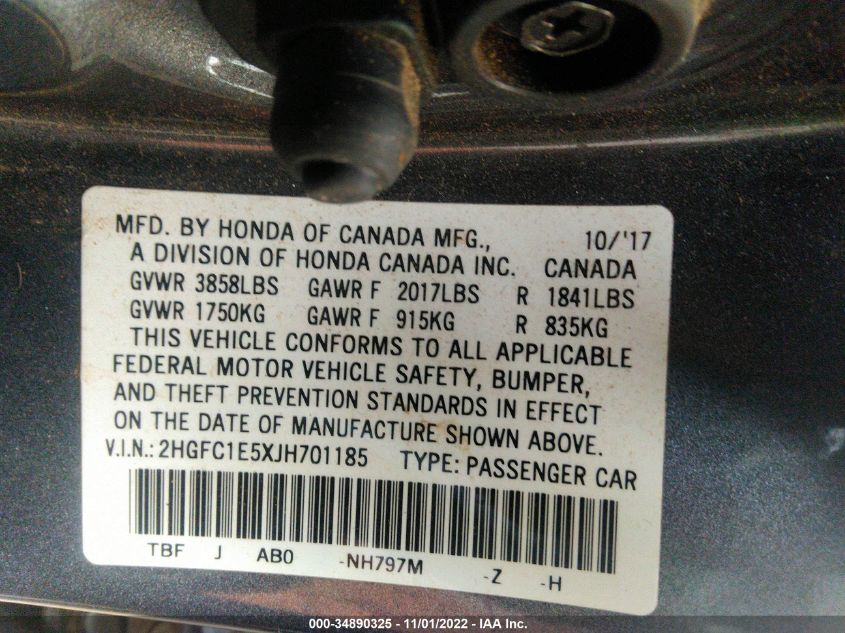 MFD. BY HONDA OF CANADA MFG., 10/'17
A DIVISION OF HONDA CANADA INC. CANADA
GVWR 3858LBS GAWR F 2017LBS R 1841LBS
GVWR 1750KG GAWR F 915KG R 835KG
THIS VEHICLE CONFORMS TO ALL APPLICABLE
FEDERAL MOTOR VEHICLE SAFETY, BUMPER,
AND THEFT PREVENTION STANDARDS IN EFFECT
ON THE DATE OF MANUFACTURE SHOWN ABOVE.
V.I.N.: 2HGFC1E5XJH701185 TYPE: PASSENGER CAR
TBF J AB0 -NH797M -Z -H
000-34890325 - 11/01/2022 - IAA Inc.